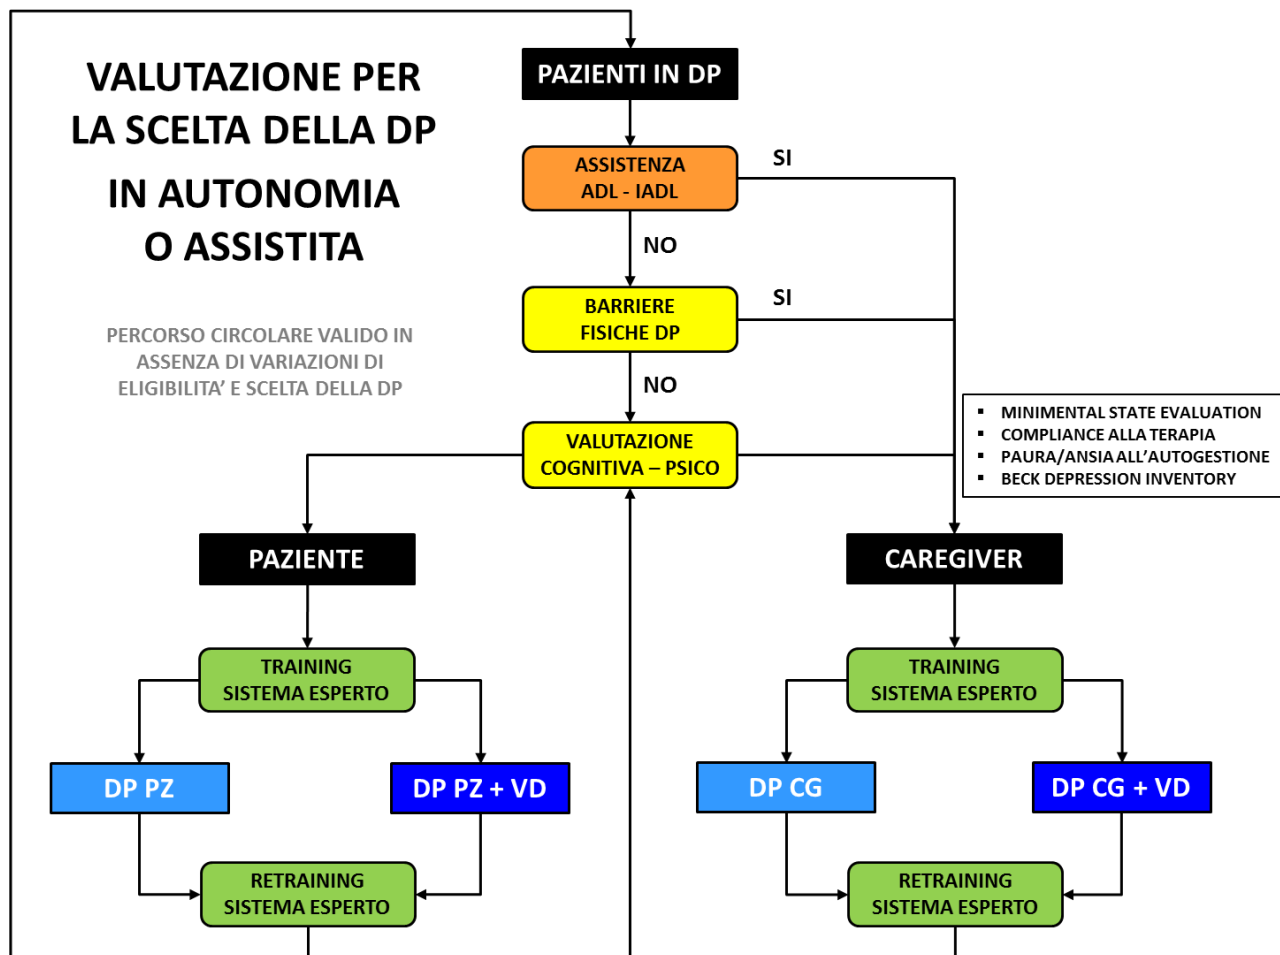 VALUTAZIONE PER
LA SCELTA DELLA DP
IN AUTONOMIA
O ASSISTITA
PERCORSO CIRCOLARE VALIDO IN
ASSENZA DI VARIAZIONI DI
ELIGIBILITA’ E SCELTA DELLA DP
PAZIENTI IN DP
ASSISTENZA
ADL - IADL
SI
NO
BARRIERE
FISICHE DP
SI
NO
VALUTAZIONE
COGNITIVA – PSICO
▪ MINIMENTAL STATE EVALUATION
▪ COMPLIANCE ALLA TERAPIA
▪ PAURA/ANSIA ALL’AUTOGESTIONE
▪ BECK DEPRESSION INVENTORY
PAZIENTE
CAREGIVER
TRAINING
SISTEMA ESPERTO
TRAINING
SISTEMA ESPERTO
DP PZ
DP PZ + VD
DP CG
DP CG + VD
RETRAINING
SISTEMA ESPERTO
RETRAINING
SISTEMA ESPERTO